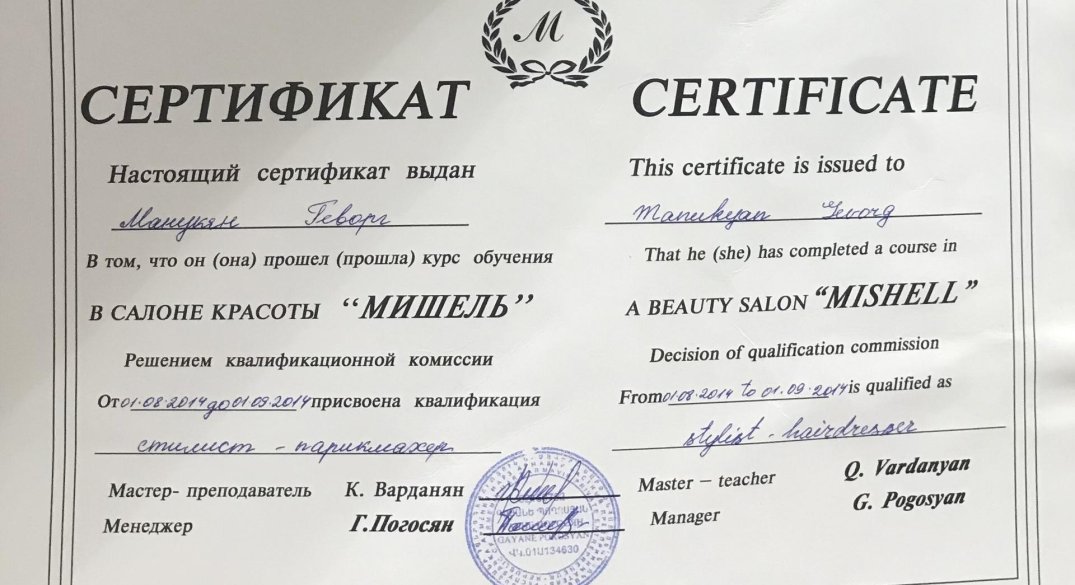 M
СЕРТИФИКАТ
Настоящий сертификат выдан
Манукян Геворг
В том, что он (она) прошел (прошла) курс обучения
В САЛОНЕ КРАСОТЫ “МИШЕЛЬ”
Решением квалификационной комиссии
От 01.08.2014 до 01.09.2014 присвоена квалификация
стилист - парикмахер
Мастер- преподаватель К. Варданян
Менеджер Г.Погосян
CERTIFICATE
This certificate is issued to
Manukyan Gevorg
That he (she) has completed a course in
A BEAUTY SALON “MISHELL”
Decision of qualification commission
From 01.08.2014 to 01.09.2014 is qualified as
stylist - hairdresser
Master – teacher Q. Vardanyan
Manager G. Pogosyan
GAYANE POGOSYAN
01Ս134630